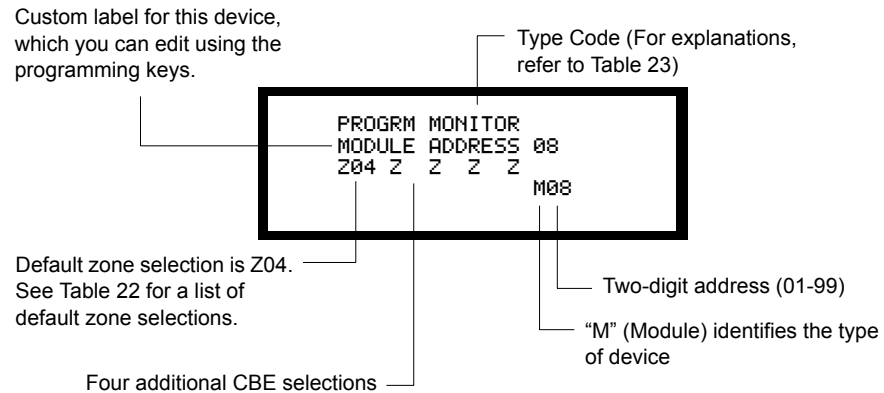 Custom label for this device,
which you can edit using the
programming keys.
Type Code (For explanations,
refer to Table 23)
PROGRM MONITOR
MODULE ADDRESS 08
Z04 Z Z Z Z
M08
Default zone selection is Z04.
See Table 22 for a list of
default zone selections.
Two-digit address (01-99)
“M” (Module) identifies the type
of device
Four additional CBE selections